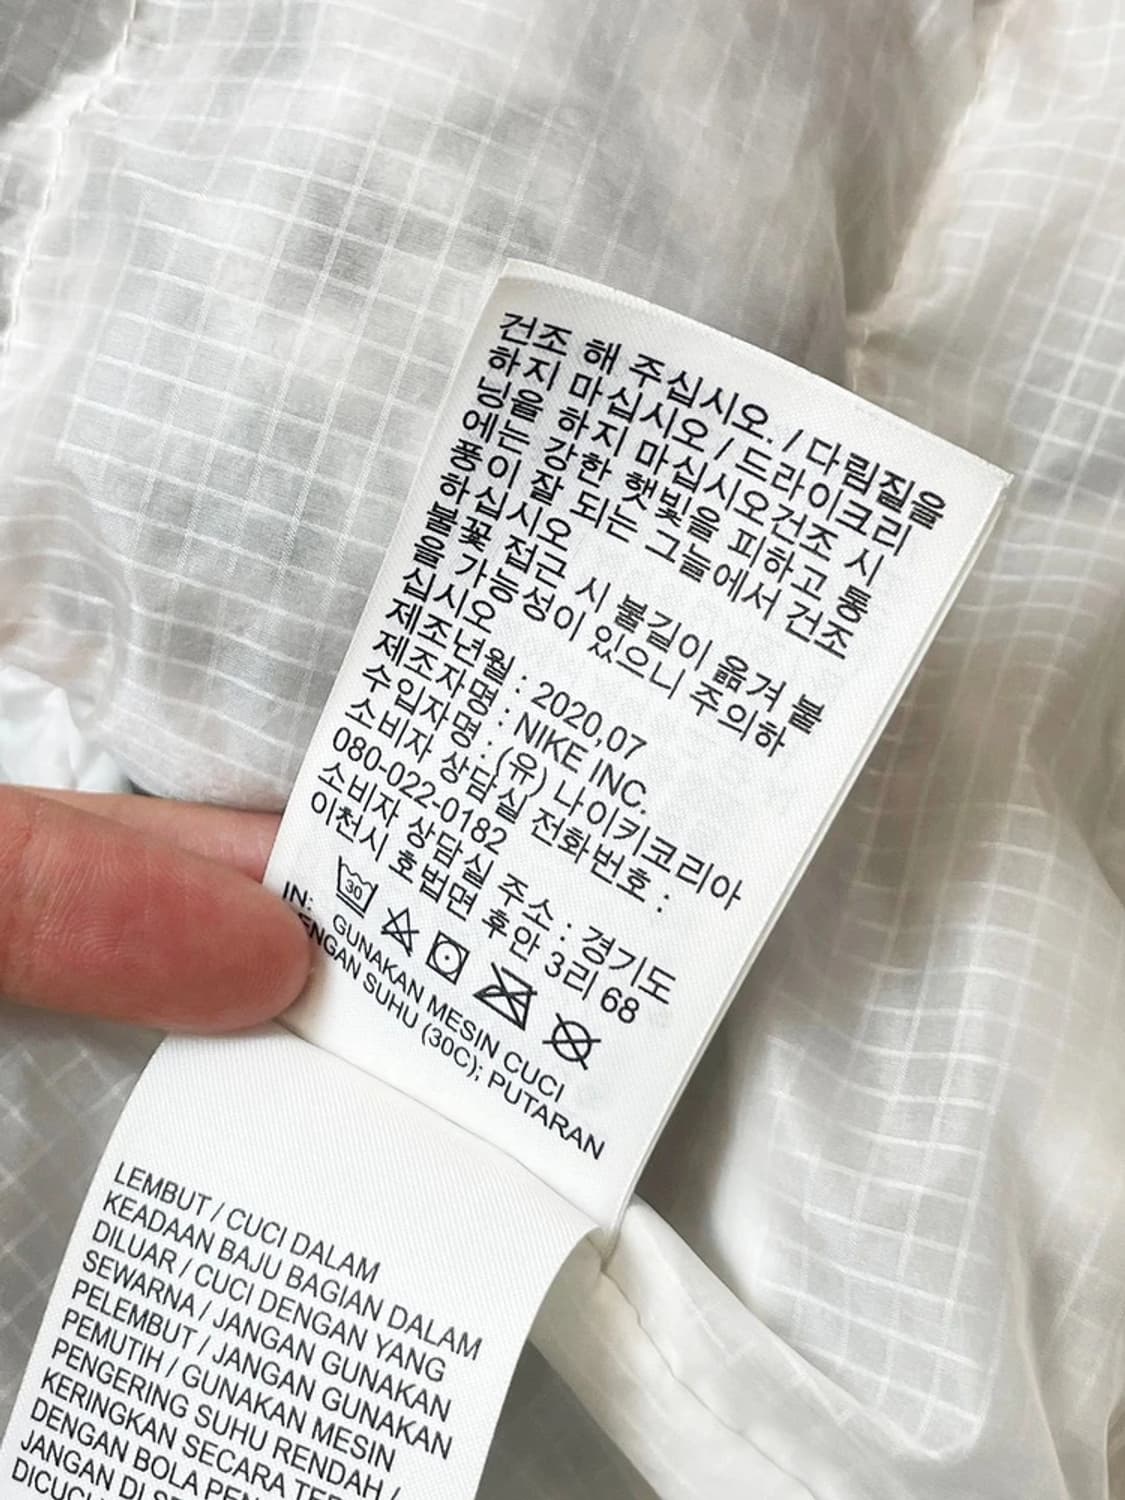 건조 해 주십시오. / 다림질을
하지 마십시오 / 드라이크리
닝을 하지 마십시오건조 시
에는 강한 햇빛을 피하고 통
풍이 잘 되는 그늘에서 건조
하십시오
불꽃 접근 시 불길이 옮겨 붙
을 가능성이 있으니 주의하
십시오
제조년월 : 2020,07
제조자명 : NIKE INC.
수입자명 : (유) 나이키코리아
소비자 상담실 전화번호 :
080-022-0182
소비자 상담실 주소 : 경기도
이천시 호법면 후안 3리 68
30
IN: GUNAKAN MESIN CUCI
DENGAN SUHU (30C); PUTARAN
LEMBUT / CUCI DALAM
KEADAAN BAJU BAGIAN DALAM
DILUAR / CUCI DENGAN YANG
SEWARNA / JANGAN GUNAKAN
PELEMBUT / JANGAN GUNAKAN
PEMUTIH / GUNAKAN MESIN
PENGERING SUHU RENDAH /
KERINGKAN SECARA
DENGAN BOLA
JANGAN DI